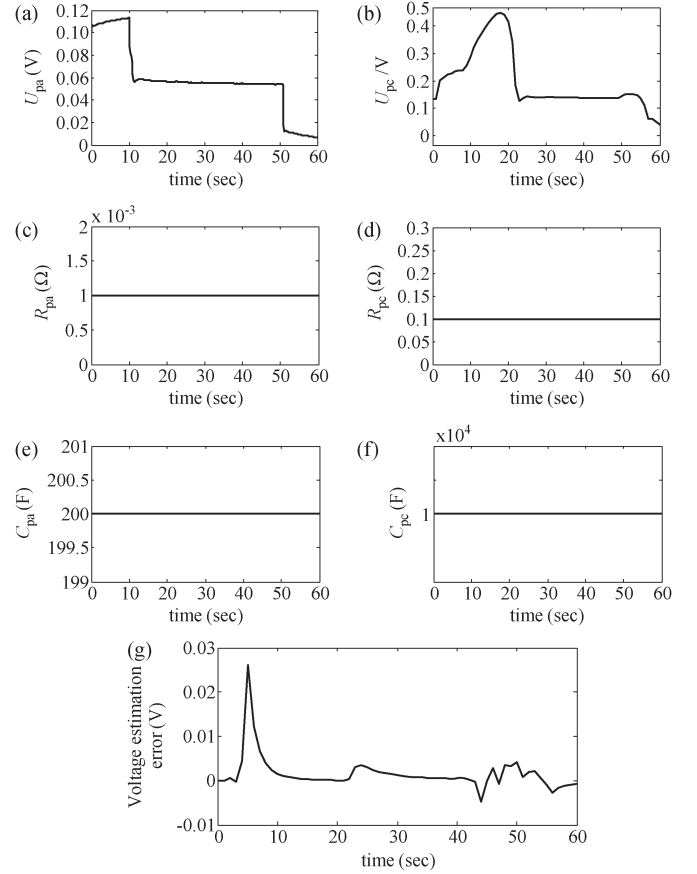 (a)
0.12
0.10
0.08
0.06
0.04
0.02
0
U_pa (V)
0 10 20 30 40 50 60
time (sec)
(b)
0.5
0.4
0.3
0.2
0.1
0
U_pc /V
0 10 20 30 40 50 60
time (sec)
(c)
x 10^-3
2
1.5
1
0.5
0
R_pa (Ω)
0 10 20 30 40 50 60
time (sec)
(d)
0.3
0.25
0.2
0.15
0.1
0.05
0
R_pc (Ω)
0 10 20 30 40 50 60
time (sec)
(e)
201
200.5
200
199.5
199
C_pa (F)
0 10 20 30 40 50 60
time (sec)
(f)
x10^4
1
C_pc (F)
0 10 20 30 40 50 60
time (sec)
(g)
0.03
0.02
0.01
0
-0.01
Voltage estimation
error (V)
0 10 20 30 40 50 60
time (sec)